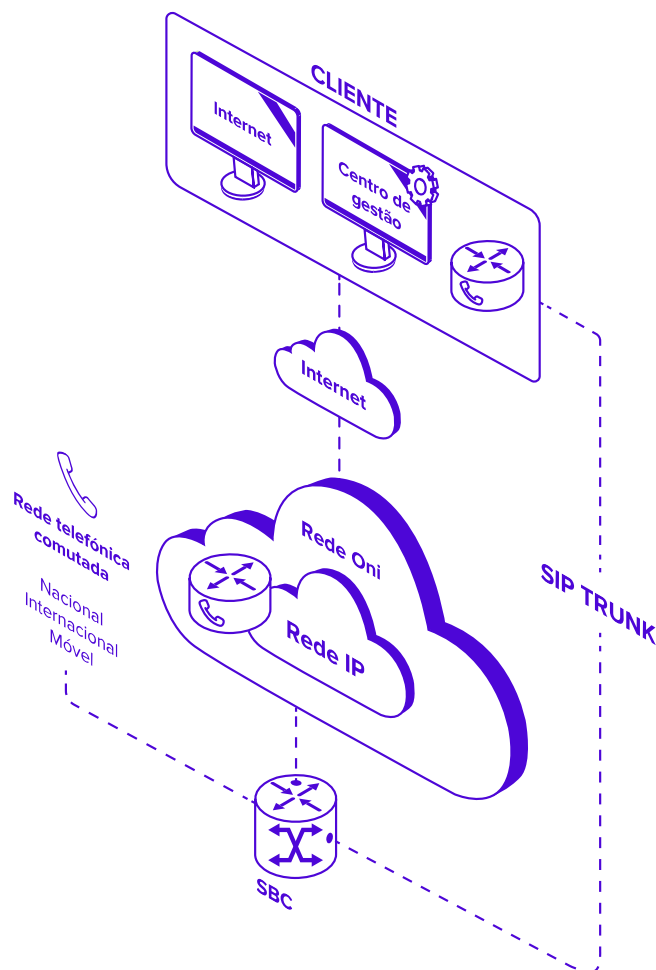 CLIENTE
Internet
Centro de
gestão
Internet
Rede telefónica
comutada
Nacional
Internacional
Móvel
Rede Oni
Rede IP
SIP TRUNK
SBC